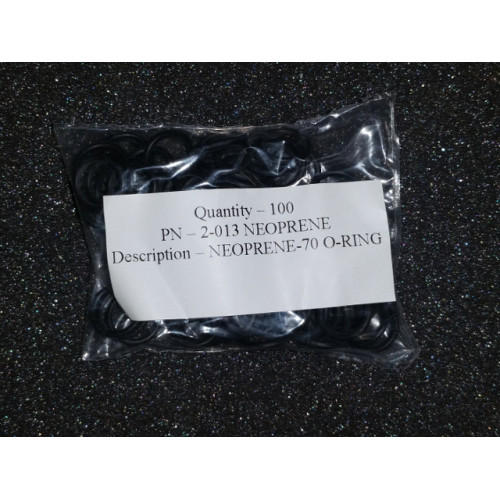 Quantity – 100
PN – 2-013 NEOPRENE
Description – NEOPRENE-70 O-RING